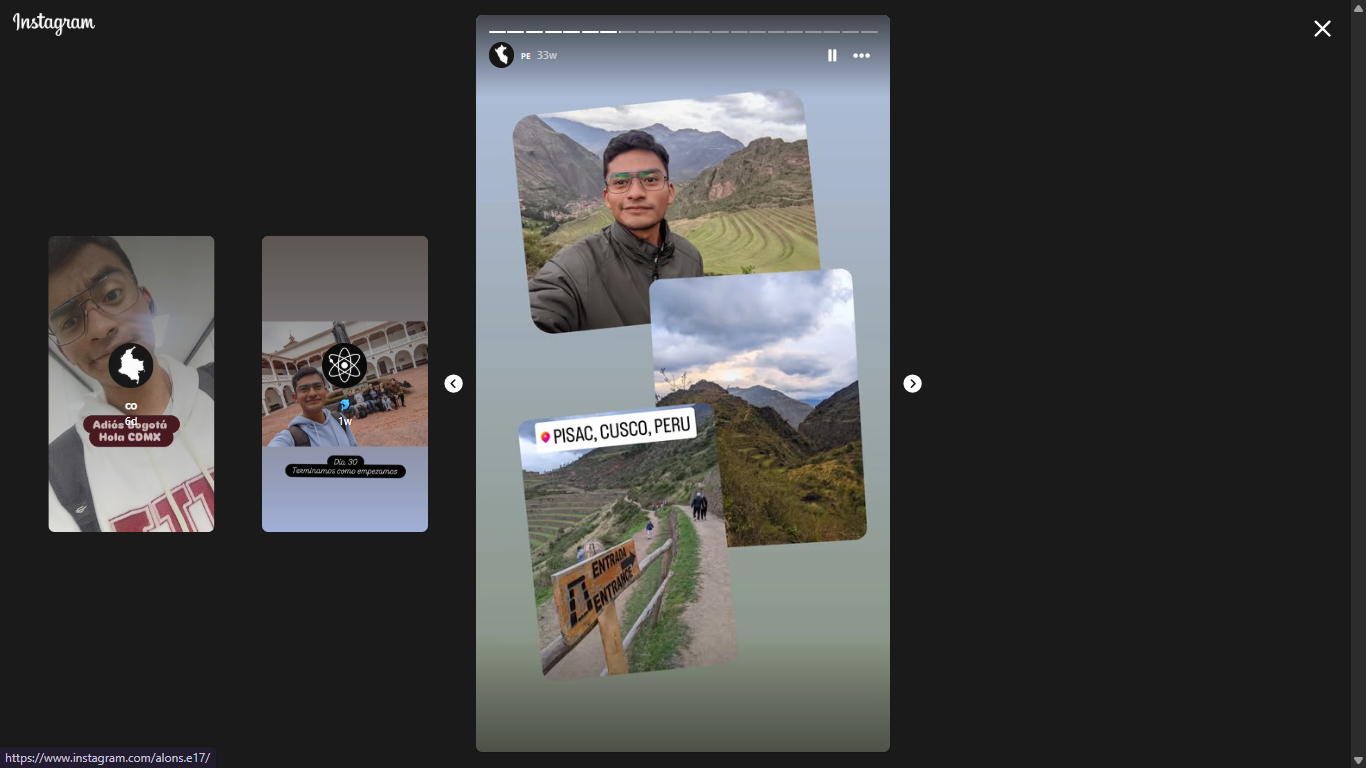 Instagram
PE 33w
PISAC, CUSCO, PERU
ENTRADA
ENTRANCE
CO
6d
Adiós Bogotá
Hola CDMX
1w
Día 30
Terminamos como empezamos
https://www.instagram.com/alons.e17/